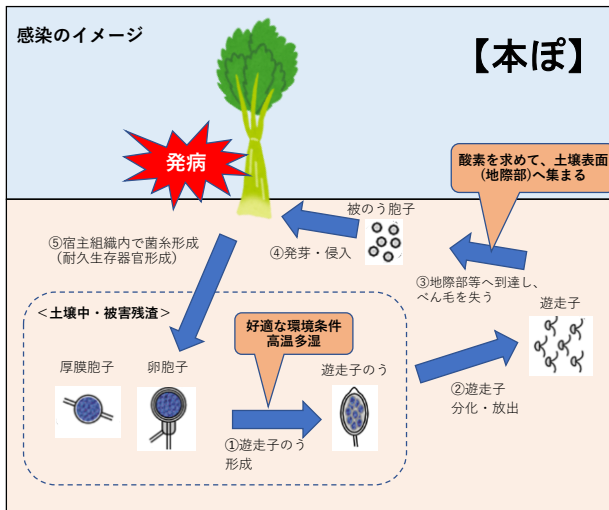 感染のイメージ
【本ぽ】
発病
酸素を求めて、土壌表面
(地際部)へ集まる
被のう胞子
④発芽・侵入
⑤宿主組織内で菌糸形成
（耐久生存器官形成）
③地際部等へ到達し、
べん毛を失う
遊走子
＜土壌中・被害残渣＞
好適な環境条件
高温多湿
厚膜胞子
卵胞子
遊走子のう
②遊走子
分化・放出
①遊走子のう
形成